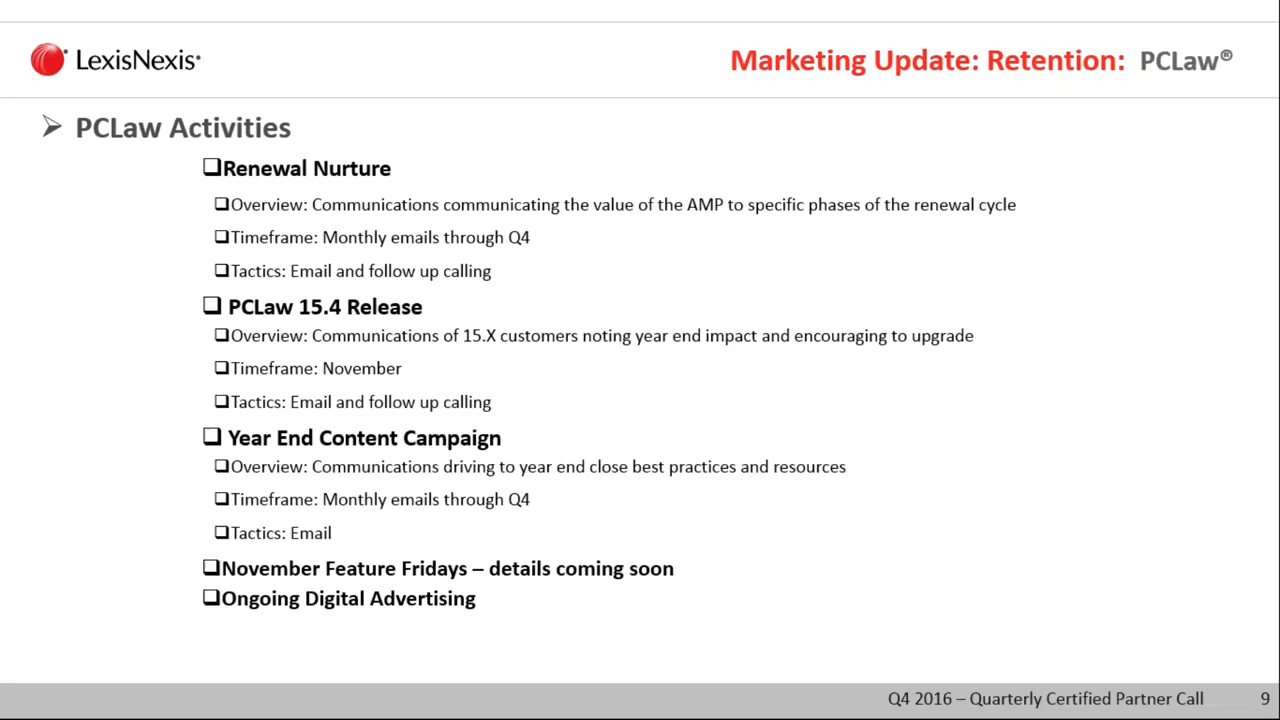 LexisNexis®
Marketing Update: Retention: PCLaw®
➢ PCLaw Activities
❑Renewal Nurture
❑Overview: Communications communicating the value of the AMP to specific phases of the renewal cycle
❑Timeframe: Monthly emails through Q4
❑Tactics: Email and follow up calling
❑ PCLaw 15.4 Release
❑Overview: Communications of 15.X customers noting year end impact and encouraging to upgrade
❑Timeframe: November
❑Tactics: Email and follow up calling
❑ Year End Content Campaign
❑Overview: Communications driving to year end close best practices and resources
❑Timeframe: Monthly emails through Q4
❑Tactics: Email
❑November Feature Fridays – details coming soon
❑Ongoing Digital Advertising
Q4 2016 – Quarterly Certified Partner Call 9